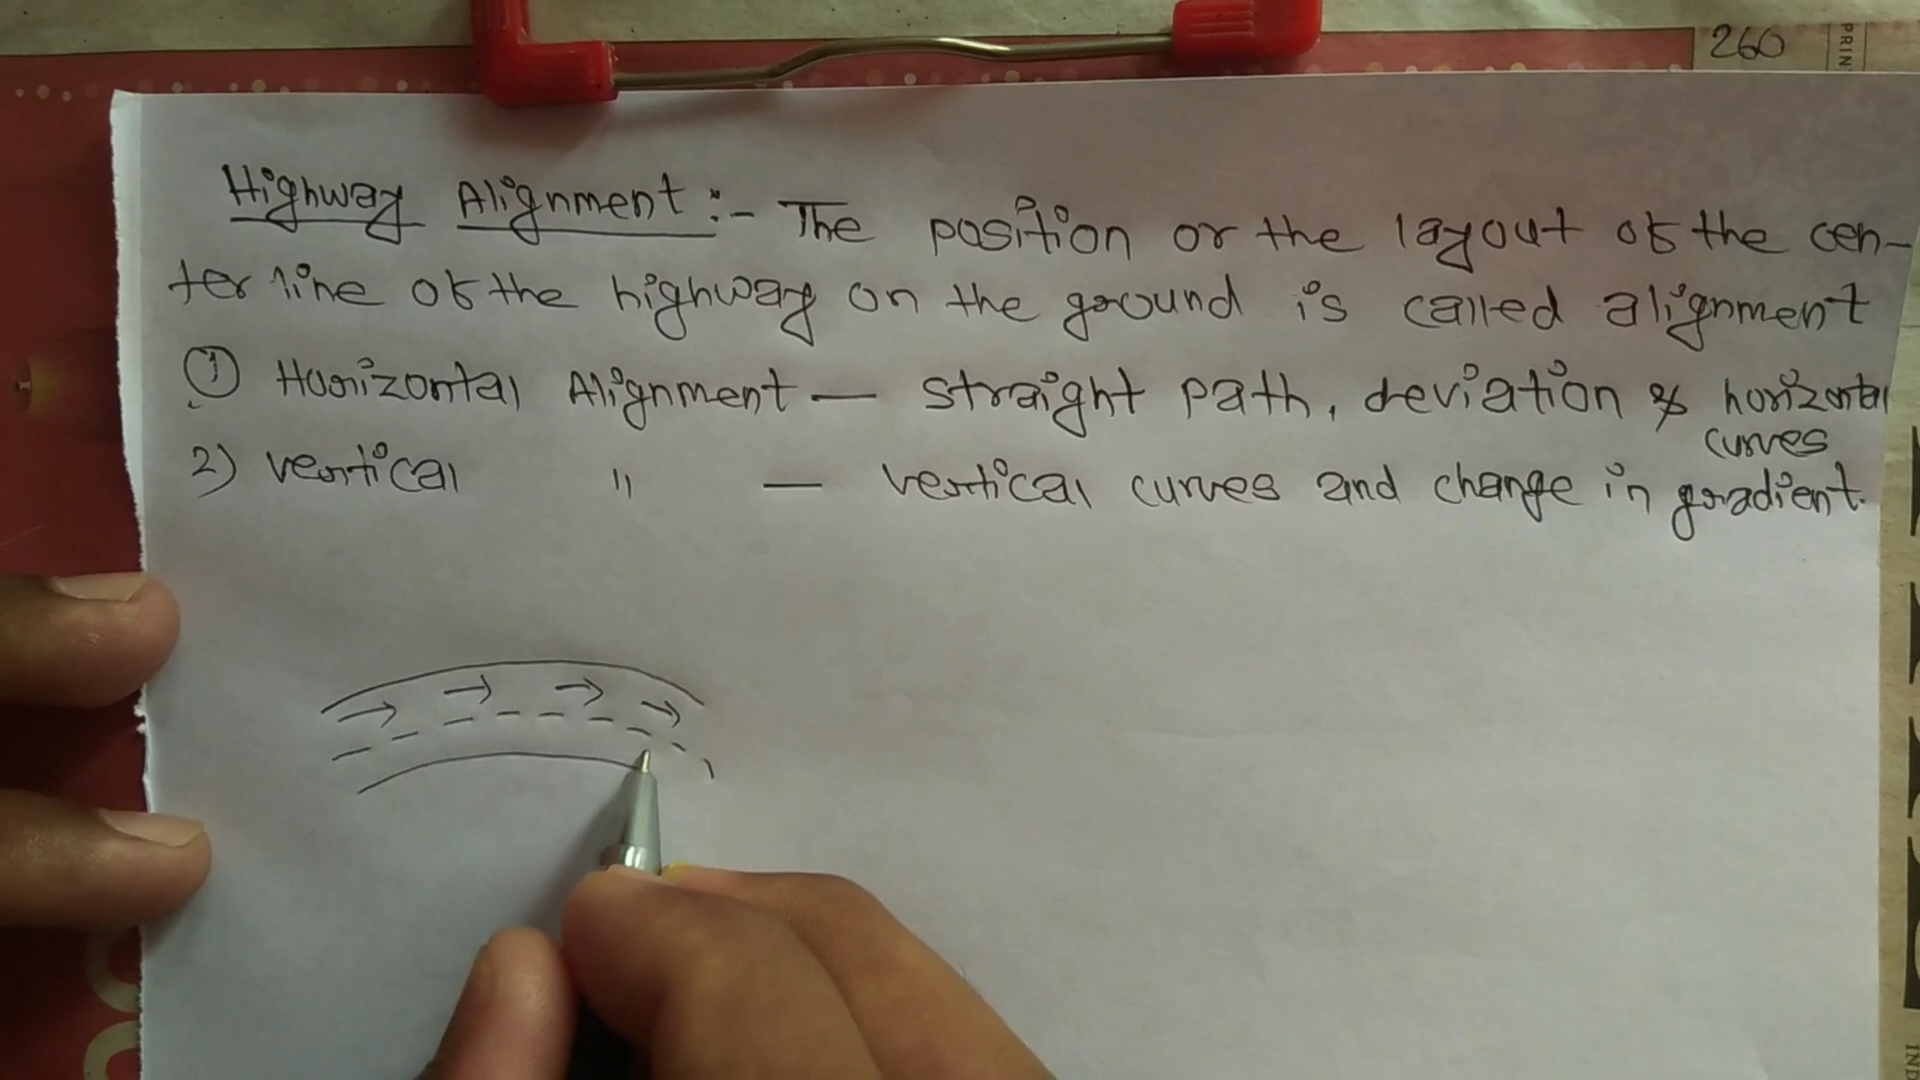 260
PRIN
Highway Alignment :- The position or the layout of the cen-
ter line of the highway on the ground is called alignment
① Horizontal Alignment — straight path, deviation & horizontal
curves
2) vertical " — vertical curves and change in gradient.
IND